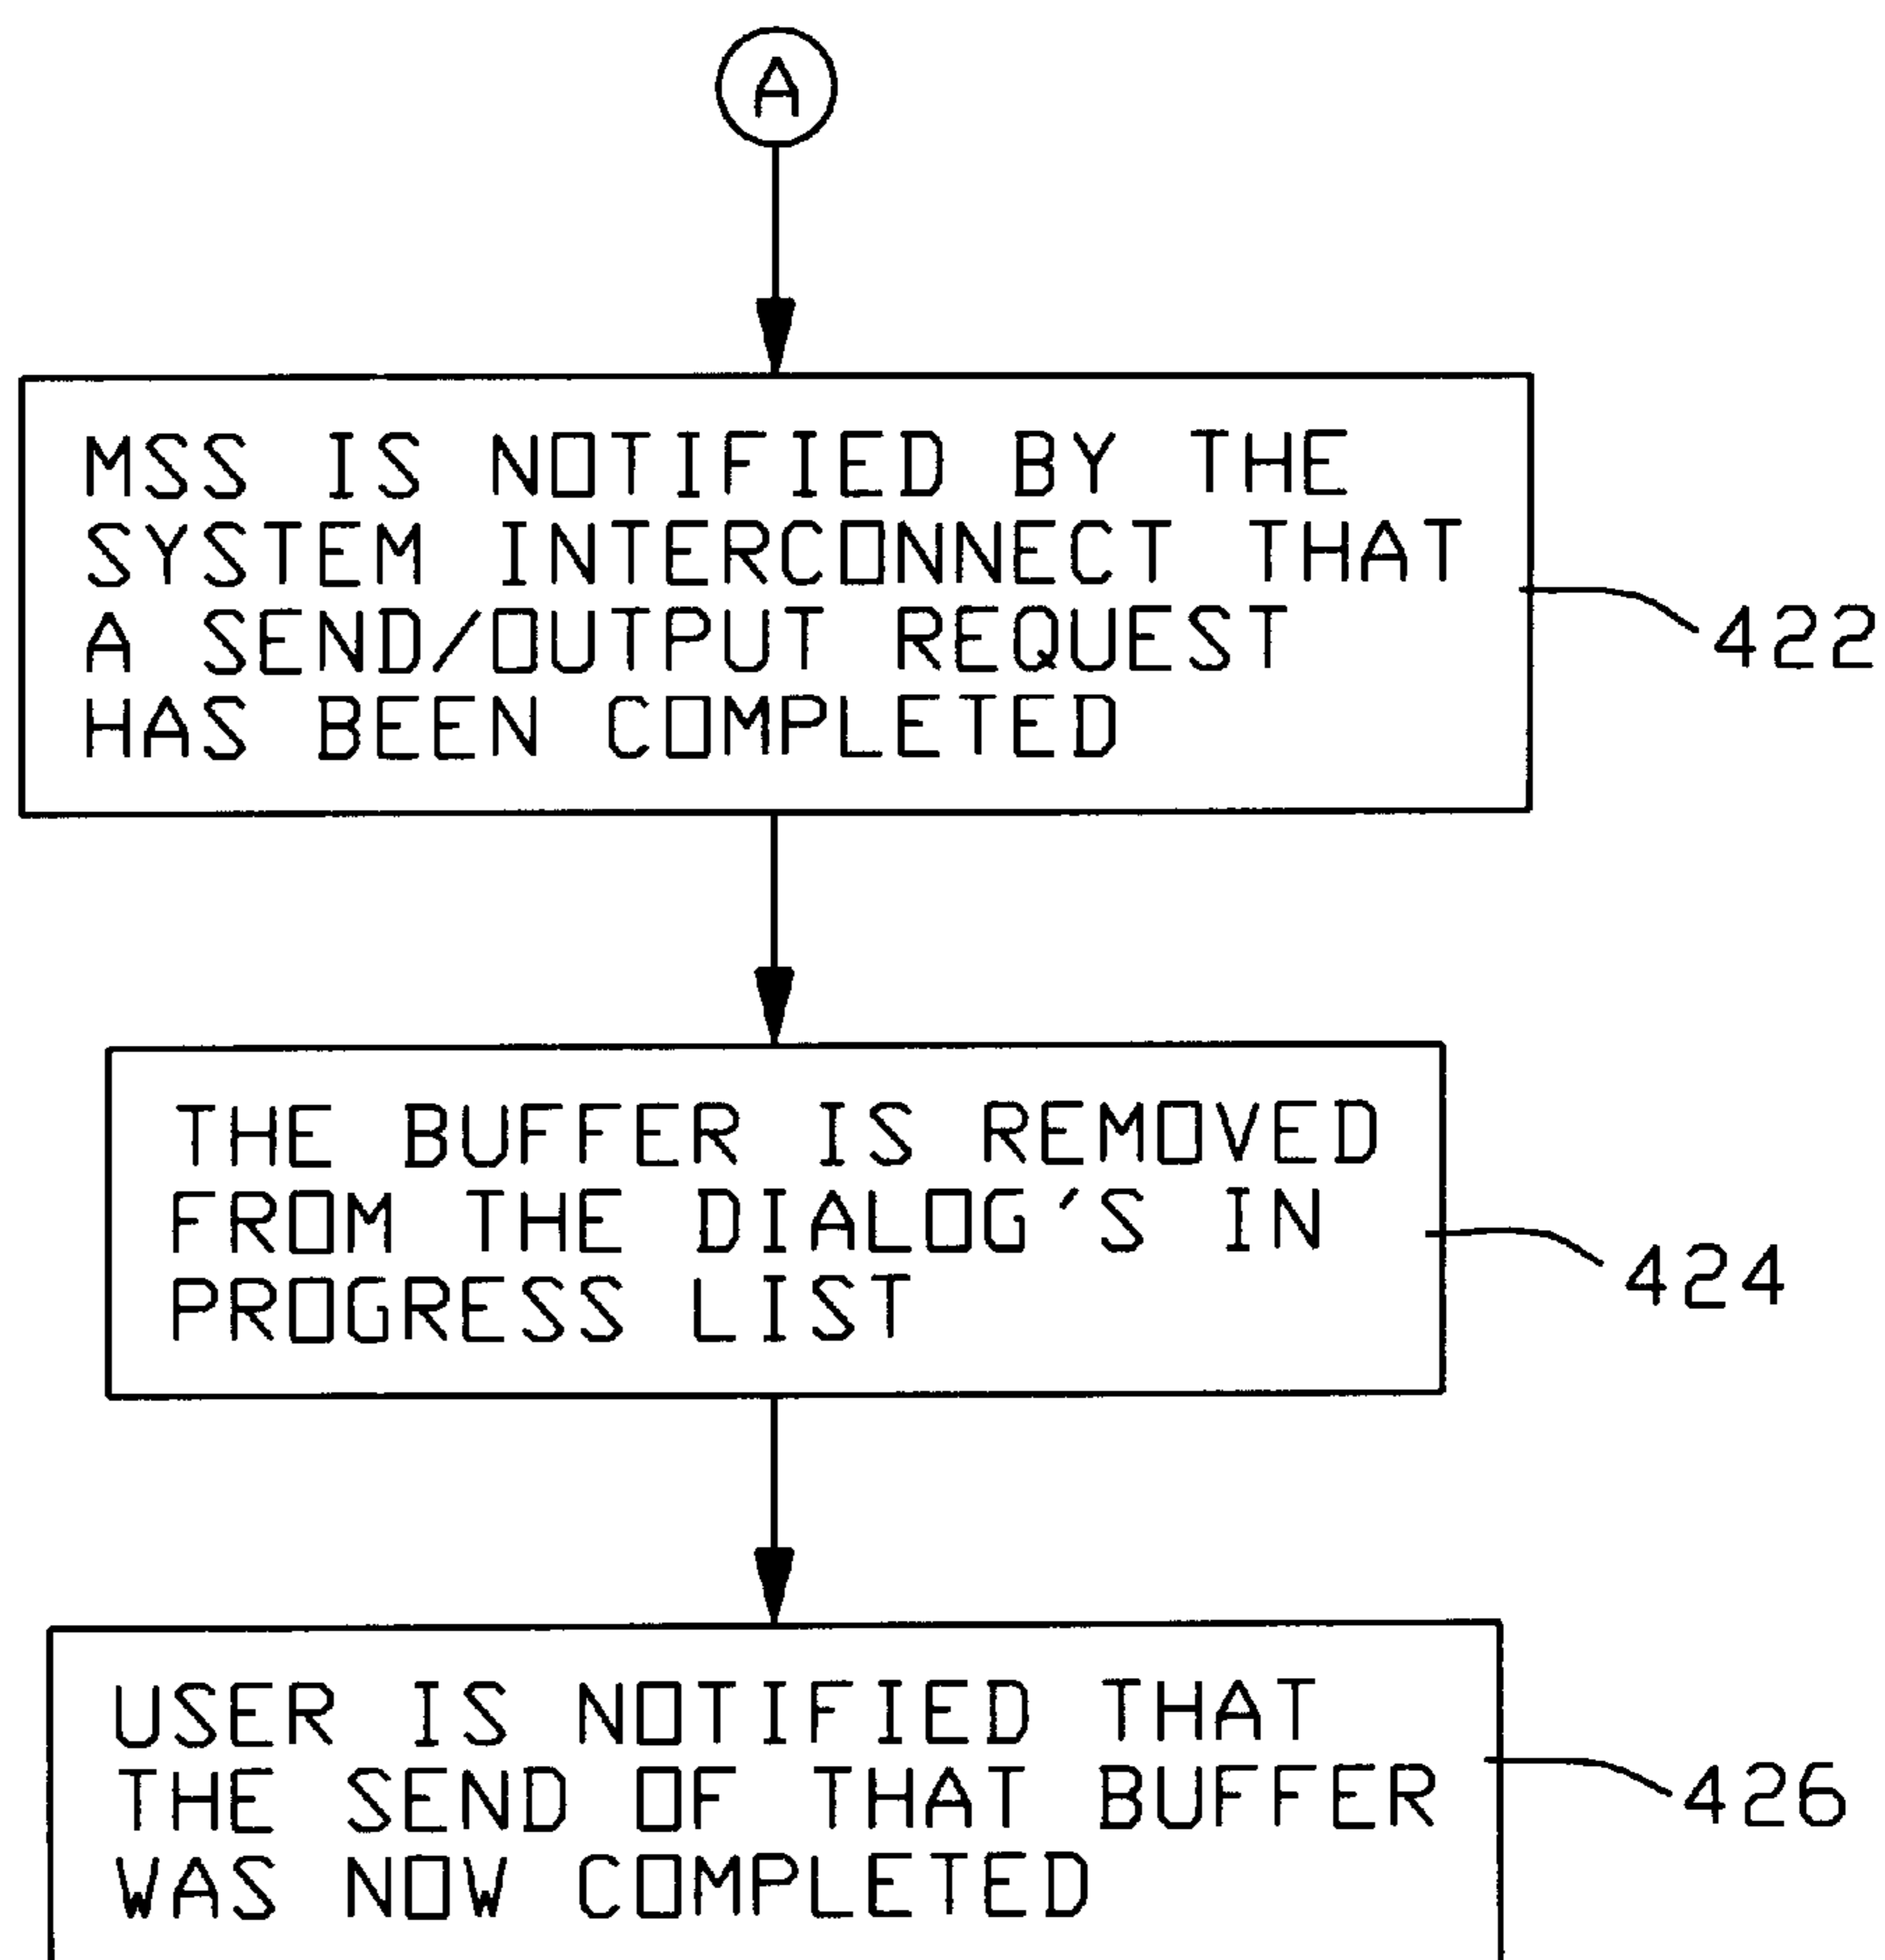 A
MSS IS NOTIFIED BY THE
SYSTEM INTERCONNECT THAT
A SEND/OUTPUT REQUEST
HAS BEEN COMPLETED
422
THE BUFFER IS REMOVED
FROM THE DIALOG'S IN
PROGRESS LIST
424
USER IS NOTIFIED THAT
THE SEND OF THAT BUFFER
WAS NOW COMPLETED
426